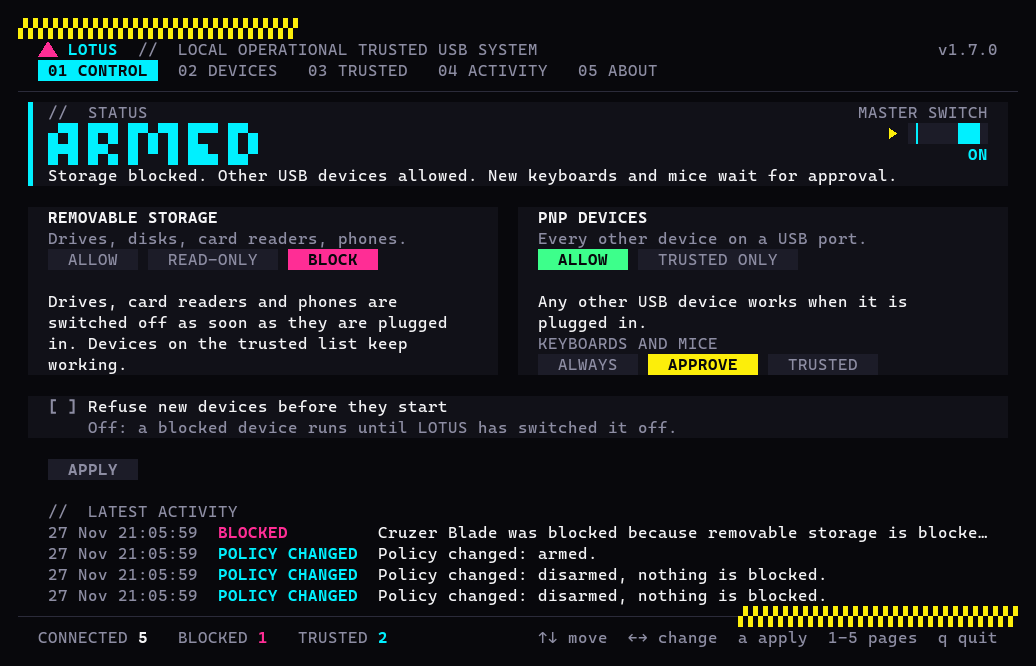 LOTUS // LOCAL OPERATIONAL TRUSTED USB SYSTEM v1.7.0
01 CONTROL 02 DEVICES 03 TRUSTED 04 ACTIVITY 05 ABOUT
// STATUS MASTER SWITCH
ARMED
ON
Storage blocked. Other USB devices allowed. New keyboards and mice wait for approval.
REMOVABLE STORAGE
Drives, disks, card readers, phones.
ALLOW READ-ONLY BLOCK
Drives, card readers and phones are
switched off as soon as they are plugged
in. Devices on the trusted list keep
working.
PNP DEVICES
Every other device on a USB port.
ALLOW TRUSTED ONLY
Any other USB device works when it is
plugged in.
KEYBOARDS AND MICE
ALWAYS APPROVE TRUSTED
[ ] Refuse new devices before they start
Off: a blocked device runs until LOTUS has switched it off.
APPLY
// LATEST ACTIVITY
27 Nov 21:05:59 BLOCKED Cruzer Blade was blocked because removable storage is blocke…
27 Nov 21:05:59 POLICY CHANGED Policy changed: armed.
27 Nov 21:05:59 POLICY CHANGED Policy changed: disarmed, nothing is blocked.
27 Nov 21:05:59 POLICY CHANGED Policy changed: disarmed, nothing is blocked.
CONNECTED 5 BLOCKED 1 TRUSTED 2 ↑↓ move ↔ change a apply 1-5 pages q quit